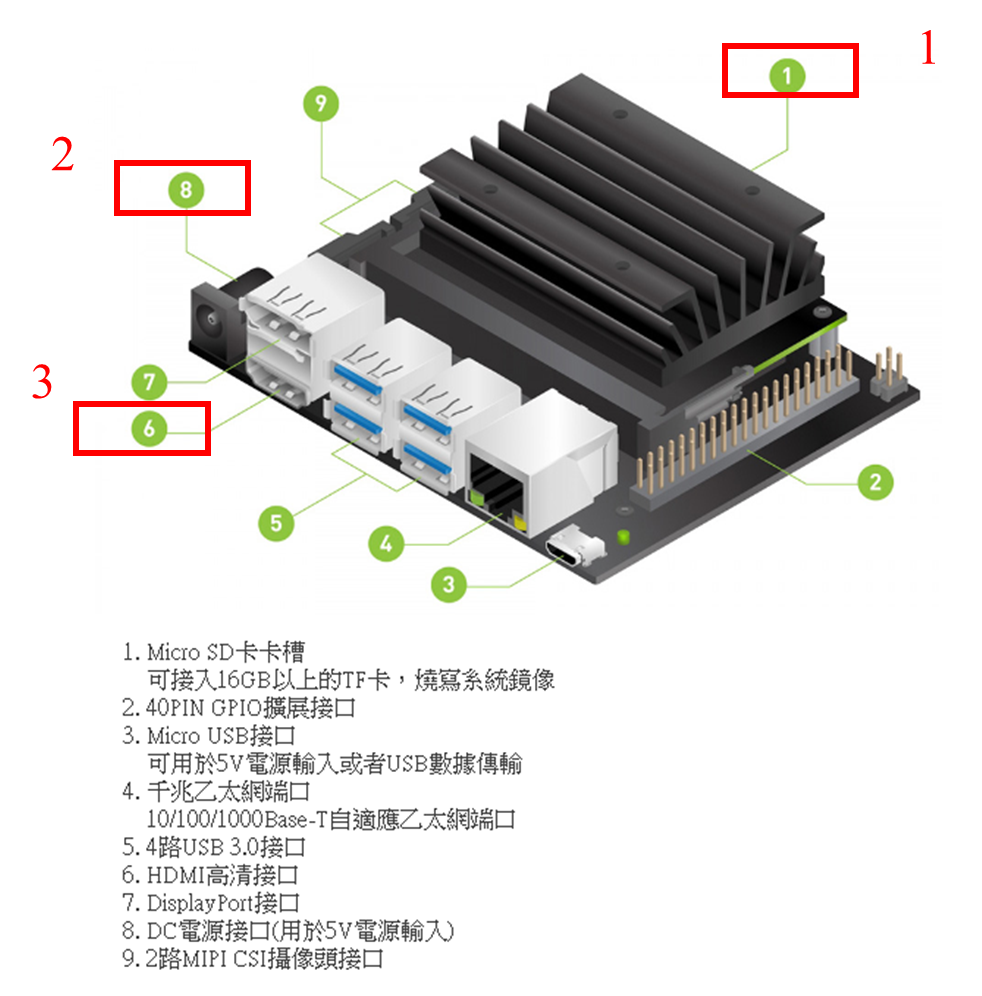 1
1
9
2
8
3
7
6
2
5
4
3
1. Micro SD卡卡槽
可接入16GB以上的TF卡，燒寫系統鏡像
2. 40PIN GPIO擴展接口
3. Micro USB接口
可用於5V電源輸入或者USB數據傳輸
4. 千兆乙太網端口
10/100/1000Base-T自適應乙太網端口
5. 4路USB 3.0接口
6. HDMI高清接口
7. DisplayPort接口
8. DC電源接口(用於5V電源輸入)
9. 2路MIPI CSI攝像頭接口